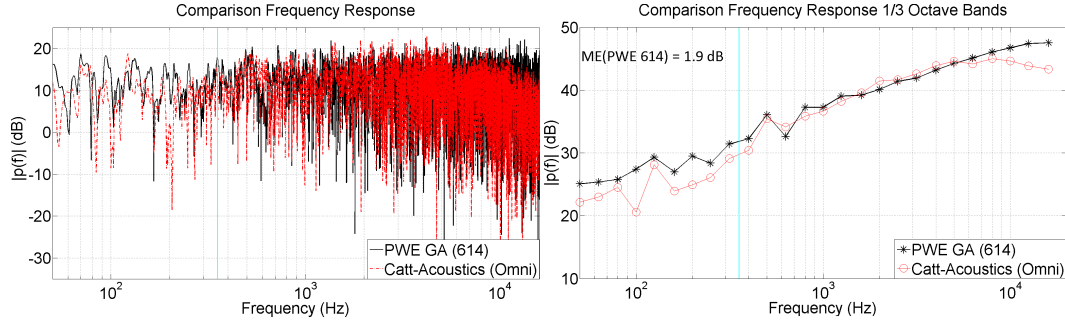 Comparison Frequency Response
20
10
0
-10
-20
-30
|p(f)| (dB)
PWE GA (614)
Catt-Acoustics (Omni)
10²
10³
10⁴
Frequency (Hz)
Comparison Frequency Response 1/3 Octave Bands
50
40
30
20
10
|p(f)| (dB)
ME(PWE 614) = 1.9 dB
PWE GA (614)
Catt-Acoustics (Omni)
10²
10³
10⁴
Frequency (Hz)